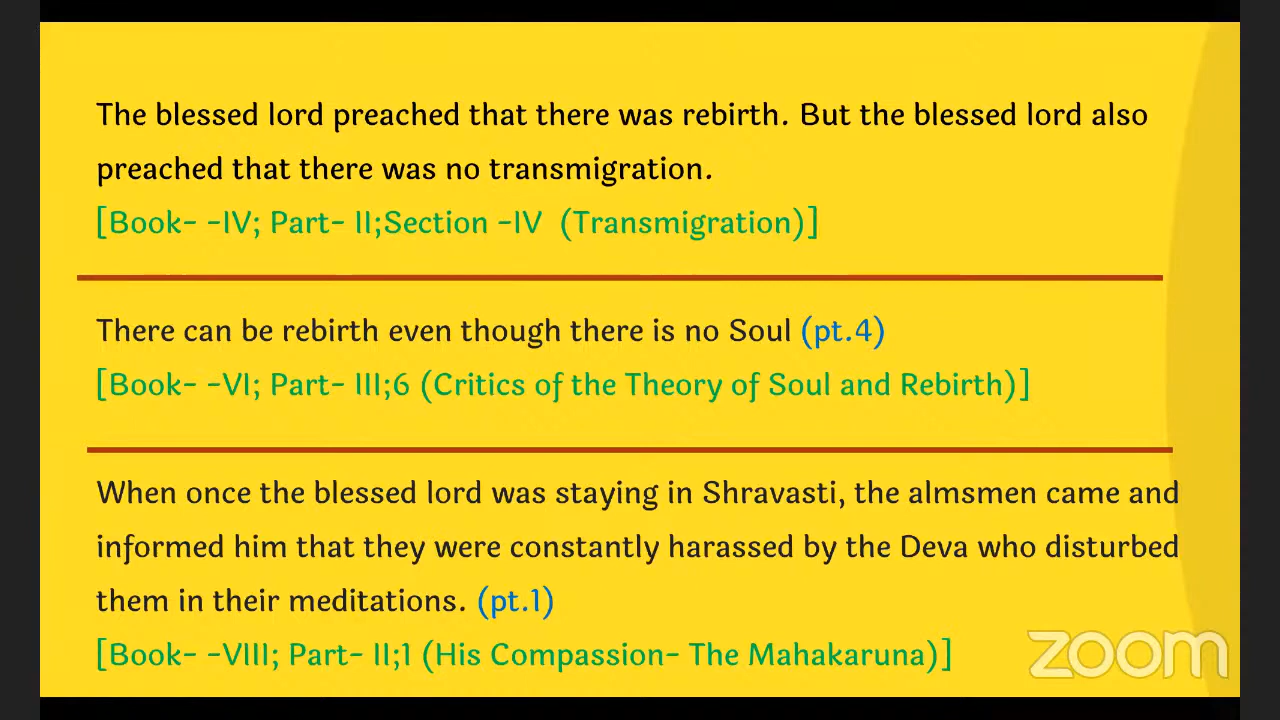 The blessed lord preached that there was rebirth. But the blessed lord also
preached that there was no transmigration.
[Book- -IV; Part- II;Section -IV (Transmigration)]
There can be rebirth even though there is no Soul (pt.4)
[Book- -VI; Part- III;6 (Critics of the Theory of Soul and Rebirth)]
When once the blessed lord was staying in Shravasti, the almsmen came and
informed him that they were constantly harassed by the Deva who disturbed
them in their meditations. (pt.1)
[Book- -VIII; Part- II;1 (His Compassion- The Mahakaruna)]
zoom